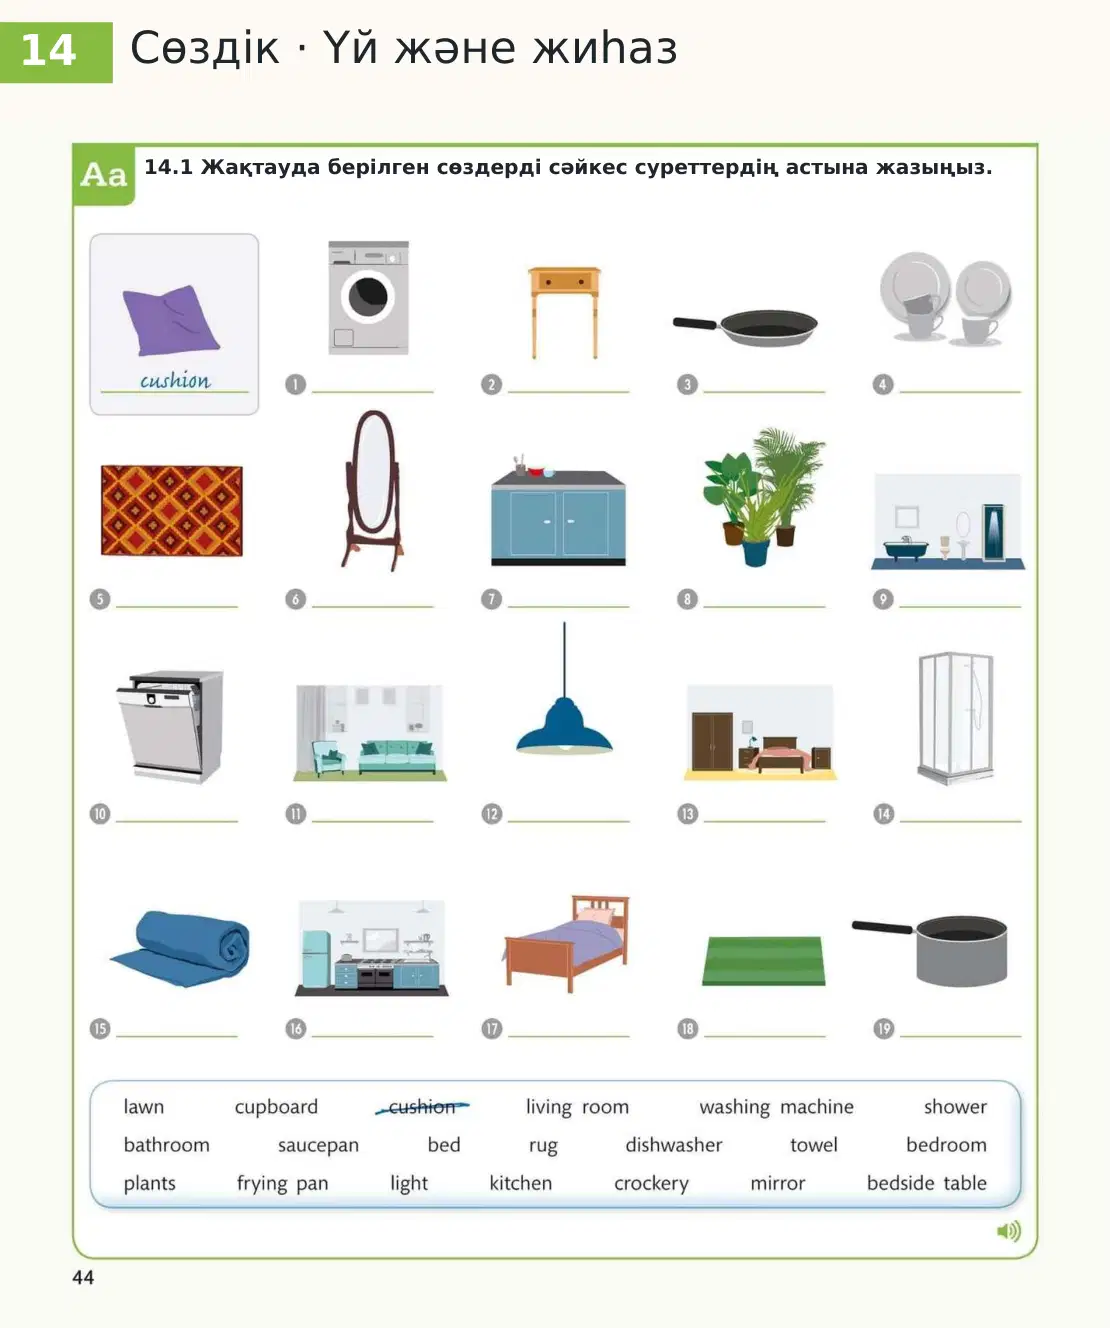 14 Сөздік · Үй және жиһаз
Aa 14.1 Жақтауда берілген сөздерді сәйкес суреттердің астына жазыңыз.
cushion
1 2 3 4
5 6 7 8 9
10 11 12 13 14
15 16 17 18 19
lawn cupboard cushion living room washing machine shower
bathroom saucepan bed rug dishwasher towel bedroom
plants frying pan light kitchen crockery mirror bedside table
44